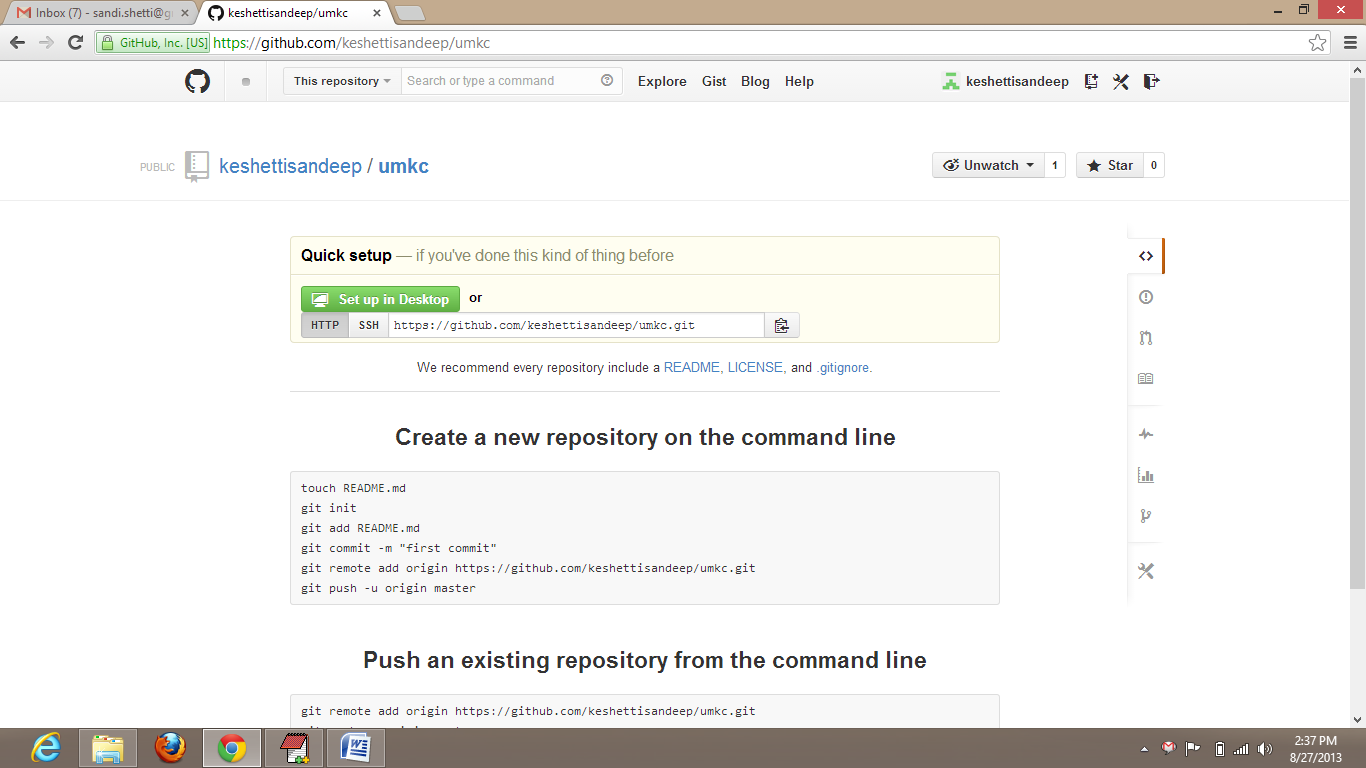 Inbox (7) - sandi.shetti@g
keshettisandeep/umkc
GitHub, Inc. [US] https://github.com/keshettisandeep/umkc
This repository Search or type a command Explore Gist Blog Help keshettisandeep
PUBLIC keshettisandeep / umkc Unwatch 1 Star 0
Quick setup — if you've done this kind of thing before
Set up in Desktop or
HTTP SSH https://github.com/keshettisandeep/umkc.git
We recommend every repository include a README, LICENSE, and .gitignore.
Create a new repository on the command line
touch README.md
git init
git add README.md
git commit -m "first commit"
git remote add origin https://github.com/keshettisandeep/umkc.git
git push -u origin master
Push an existing repository from the command line
git remote add origin https://github.com/keshettisandeep/umkc.git
2:37 PM
8/27/2013